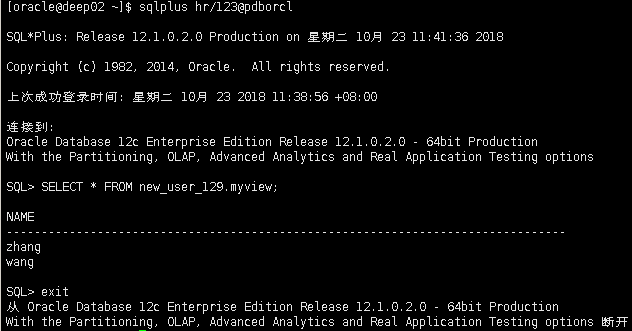 [oracle@deep02 ~]$ sqlplus hr/123@pdborcl
SQL*Plus: Release 12.1.0.2.0 Production on 星期二 10月 23 11:41:36 2018
Copyright (c) 1982, 2014, Oracle.  All rights reserved.
上次成功登录时间: 星期二 10月 23 2018 11:38:56 +08:00
连接到:
Oracle Database 12c Enterprise Edition Release 12.1.0.2.0 - 64bit Production
With the Partitioning, OLAP, Advanced Analytics and Real Application Testing options
SQL> SELECT * FROM new_user_129.myview;
NAME
--------------------------------------------------------------------------------
zhang
wang
SQL> exit
从 Oracle Database 12c Enterprise Edition Release 12.1.0.2.0 - 64bit Production
With the Partitioning, OLAP, Advanced Analytics and Real Application Testing options 断开